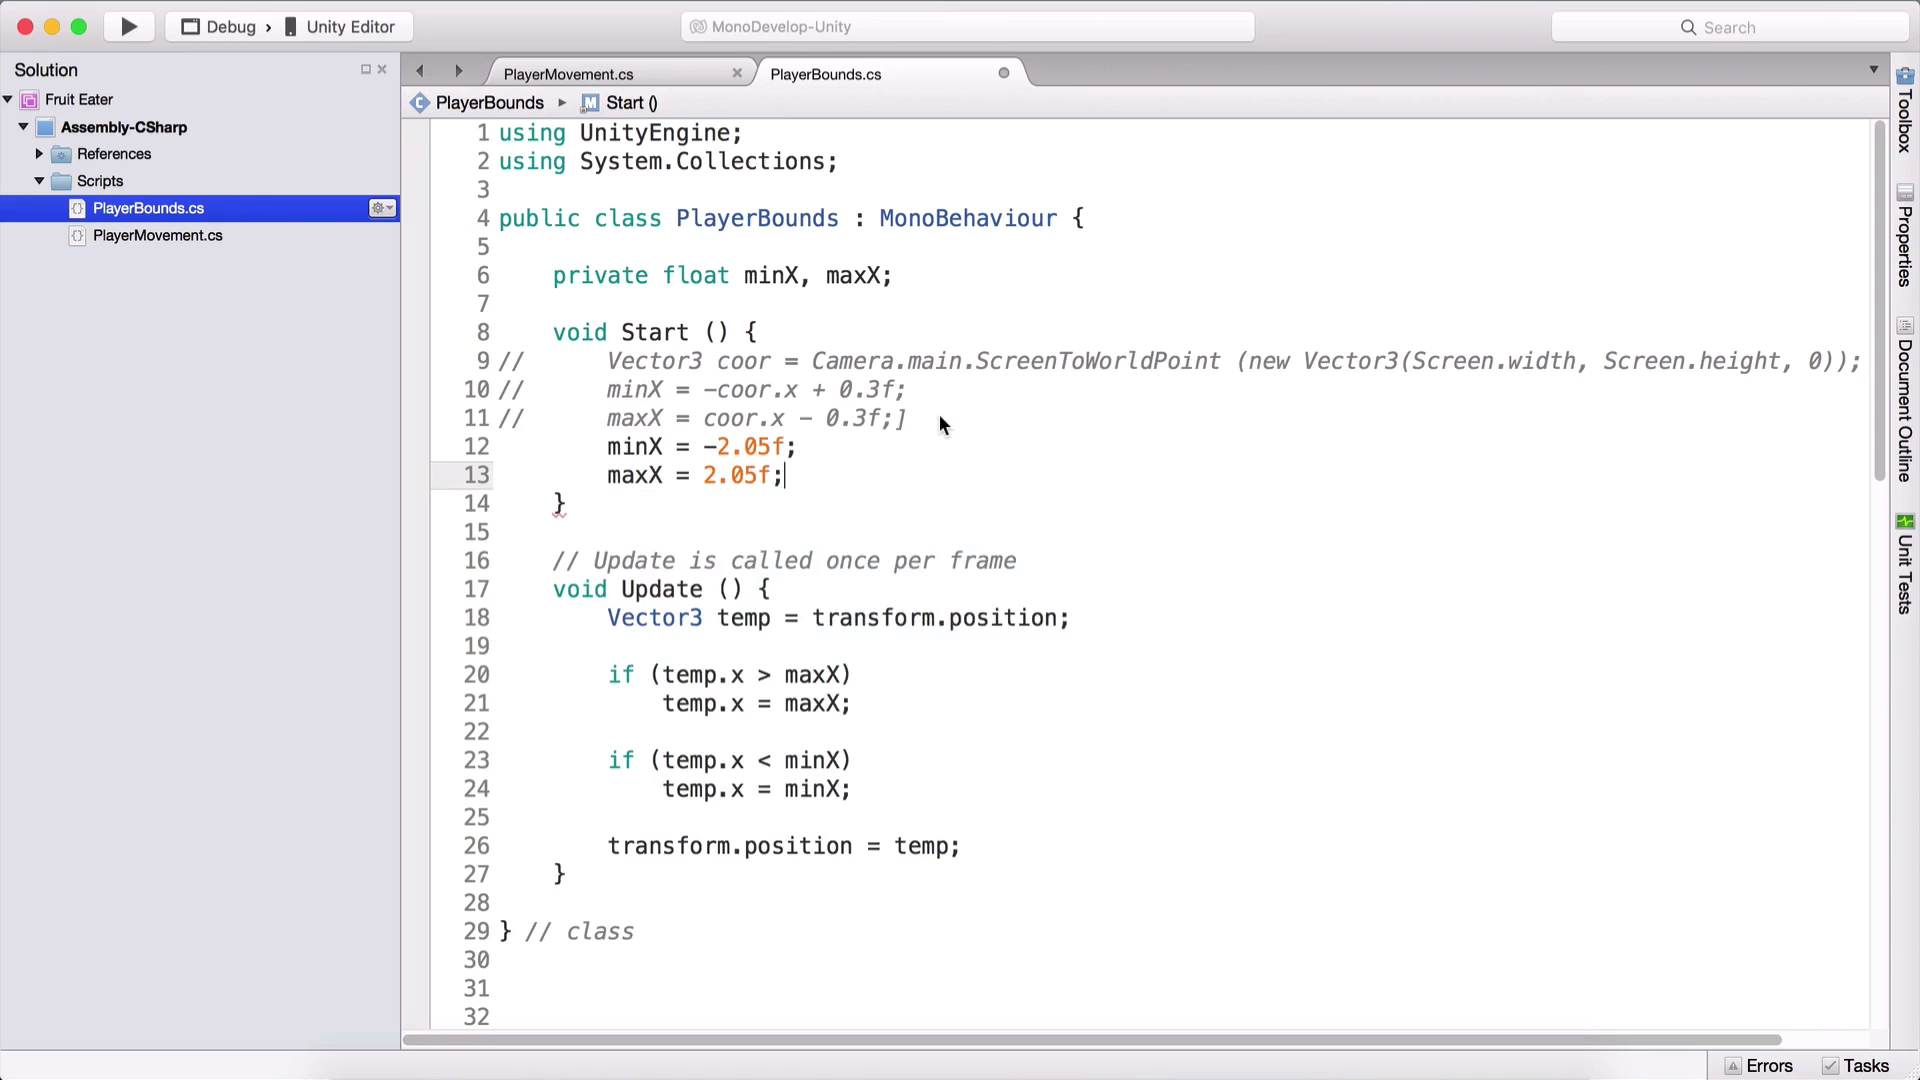 Debug › Unity Editor
MonoDevelop-Unity
Search
Solution
Fruit Eater
Assembly-CSharp
References
Scripts
PlayerBounds.cs
PlayerMovement.cs
PlayerMovement.cs
PlayerBounds.cs
PlayerBounds
Start ()
1 using UnityEngine;
2 using System.Collections;
3
4 public class PlayerBounds : MonoBehaviour {
5
6 private float minX, maxX;
7
8 void Start () {
9 // Vector3 coor = Camera.main.ScreenToWorldPoint (new Vector3(Screen.width, Screen.height, 0));
10 // minX = -coor.x + 0.3f;
11 // maxX = coor.x - 0.3f;]
12 minX = -2.05f;
13 maxX = 2.05f;
14 }
15
16 // Update is called once per frame
17 void Update () {
18 Vector3 temp = transform.position;
19
20 if (temp.x > maxX)
21 temp.x = maxX;
22
23 if (temp.x < minX)
24 temp.x = minX;
25
26 transform.position = temp;
27 }
28
29 } // class
30
31
32
Toolbox
Properties
Document Outline
Unit Tests
Errors
Tasks